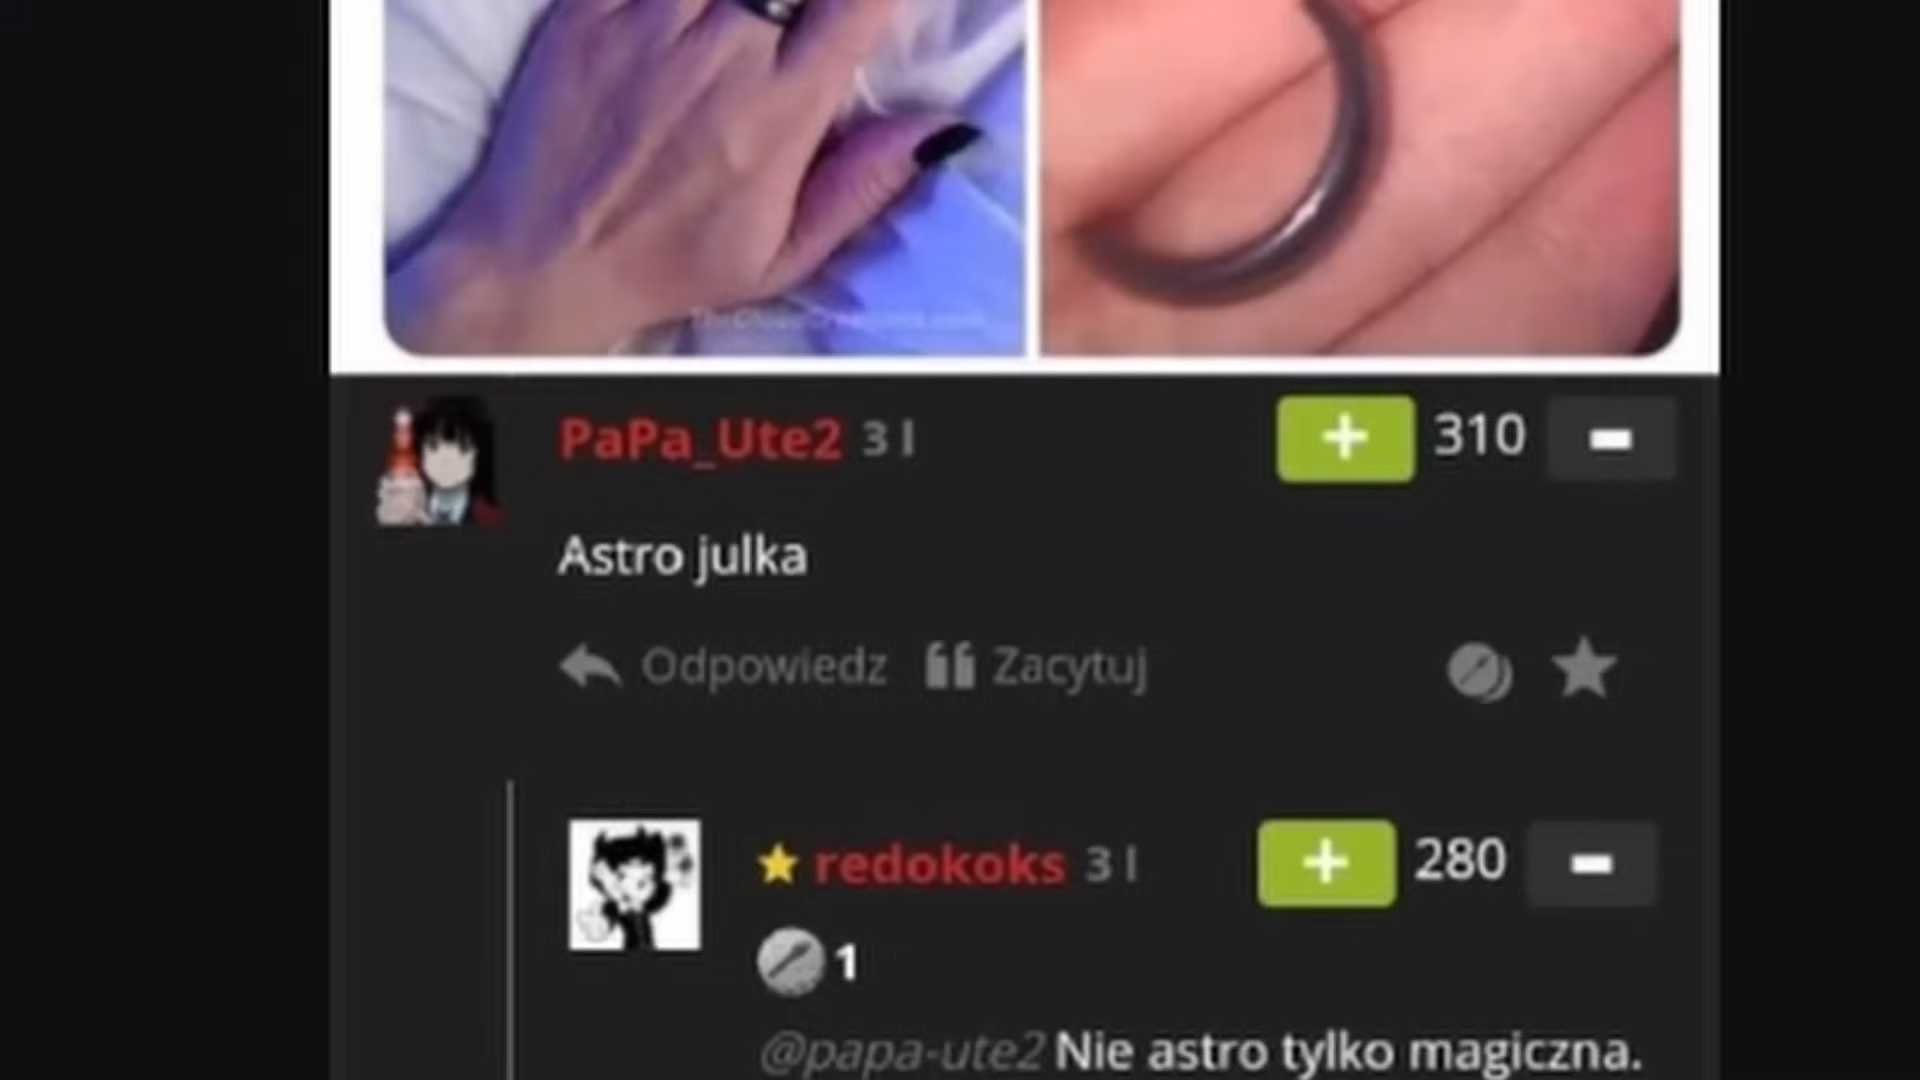 PaPa_Ute2 3 l
+ 310 -
Astro julka
Odpowiedz Zacytuj
redokoks 3 l
+ 280 -
1
@papa-ute2 Nie astro tylko magiczna.